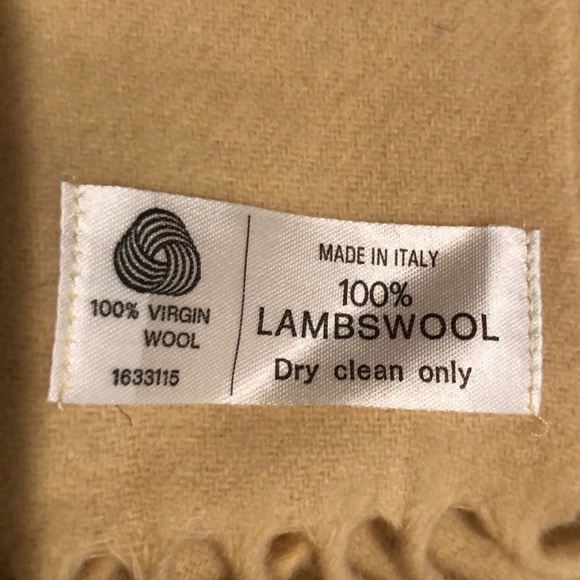 100% VIRGIN
WOOL
1633115
MADE IN ITALY
100%
LAMBSWOOL
Dry clean only